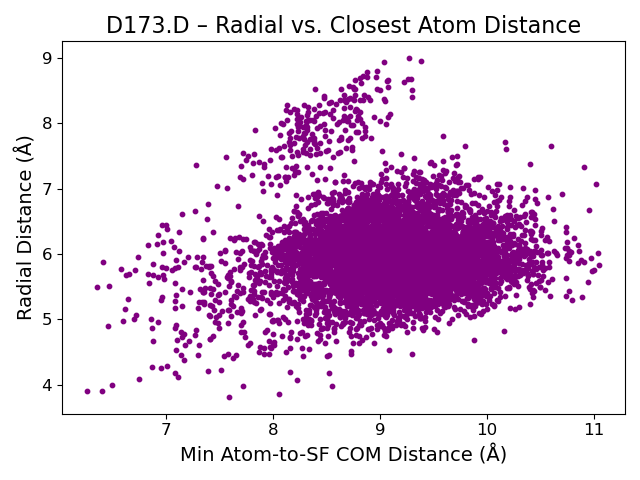 D173.D – Radial vs. Closest Atom Distance
Radial Distance (Å)
9
8
7
6
5
4
7 8 9 10 11
Min Atom-to-SF COM Distance (Å)